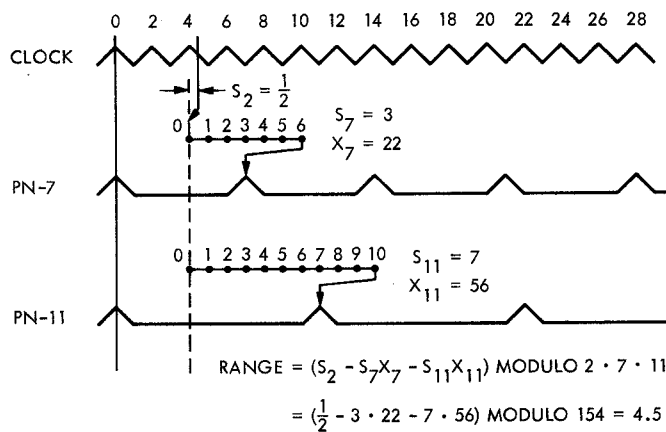 0 2 4 6 8 10 12 14 16 18 20 22 24 26 28
CLOCK
S₂ = 1/2
0 1 2 3 4 5 6
S₇ = 3
X₇ = 22
PN-7
0 1 2 3 4 5 6 7 8 9 10
S₁₁ = 7
X₁₁ = 56
PN-11
RANGE = (S₂ - S₇X₇ - S₁₁X₁₁) MODULO 2 · 7 · 11
= (1/2 - 3 · 22 - 7 · 56) MODULO 154 = 4.5